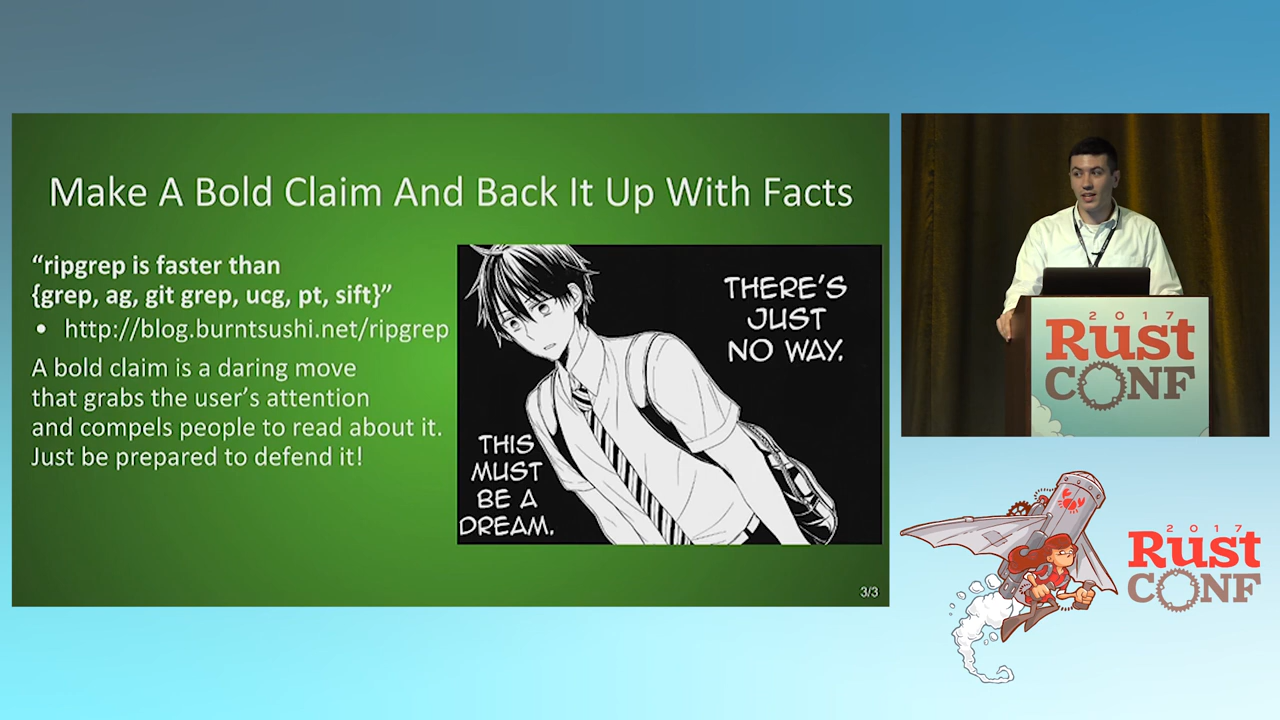 Make A Bold Claim And Back It Up With Facts
“ripgrep is faster than
{grep, ag, git grep, ucg, pt, sift}”
• http://blog.burntsushi.net/ripgrep
A bold claim is a daring move
that grabs the user’s attention
and compels people to read about it.
Just be prepared to defend it!
THERE'S
JUST
NO WAY.
THIS
MUST
BE A
DREAM.
3/3
2017
Rust
CONF
2017
Rust
CONF